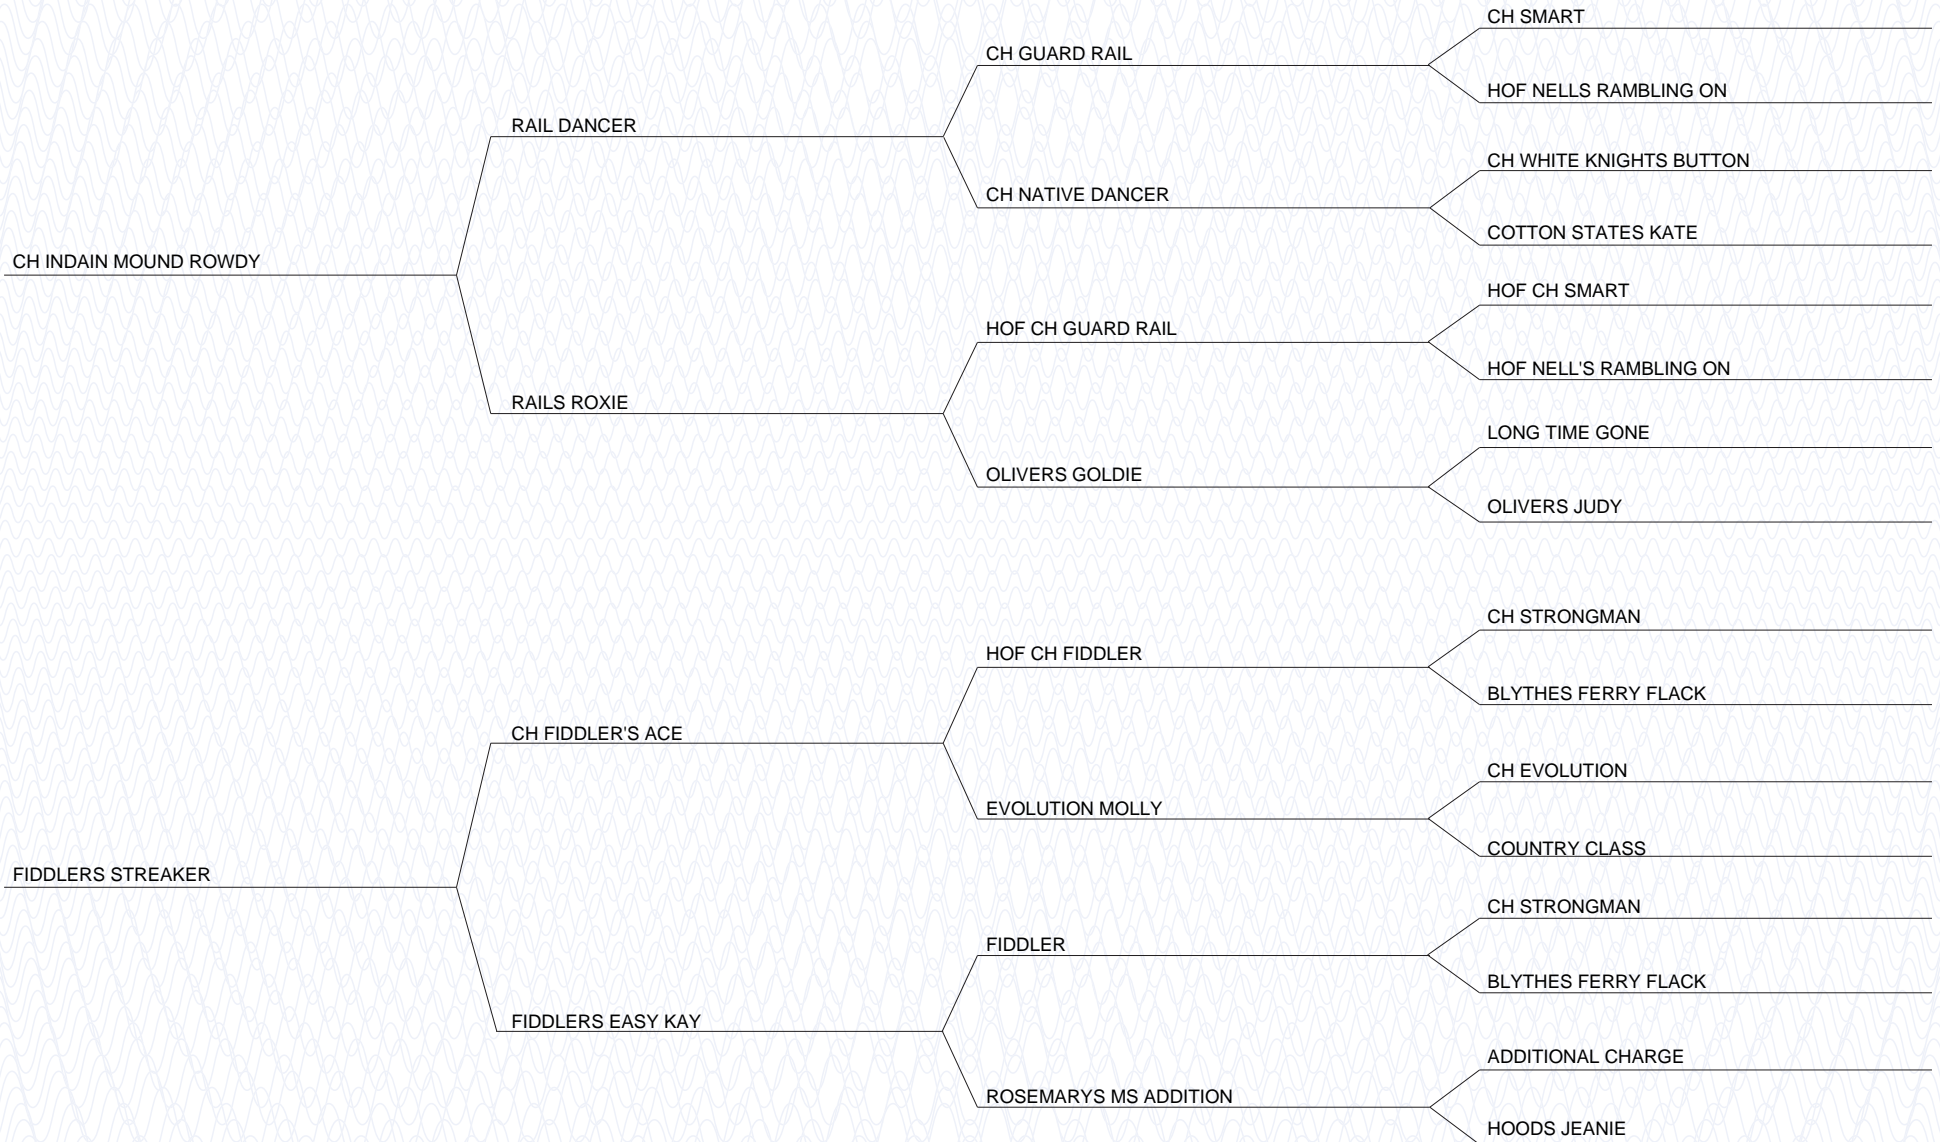 CH SMART
CH GUARD RAIL
HOF NELLS RAMBLING ON
RAIL DANCER
CH WHITE KNIGHTS BUTTON
CH NATIVE DANCER
COTTON STATES KATE
CH INDAIN MOUND ROWDY
HOF CH SMART
HOF CH GUARD RAIL
HOF NELL'S RAMBLING ON
RAILS ROXIE
LONG TIME GONE
OLIVERS GOLDIE
OLIVERS JUDY
CH STRONGMAN
HOF CH FIDDLER
BLYTHES FERRY FLACK
CH FIDDLER'S ACE
CH EVOLUTION
EVOLUTION MOLLY
COUNTRY CLASS
FIDDLERS STREAKER
CH STRONGMAN
FIDDLER
BLYTHES FERRY FLACK
FIDDLERS EASY KAY
ADDITIONAL CHARGE
ROSEMARYS MS ADDITION
HOODS JEANIE